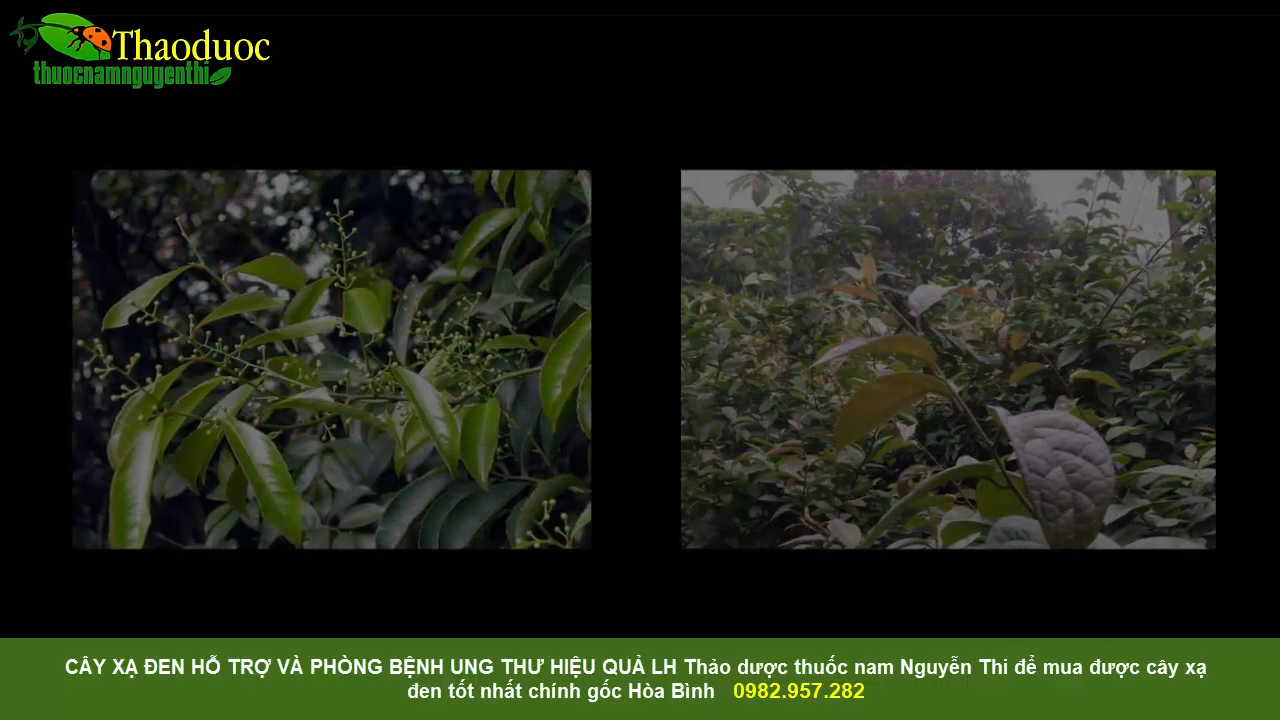 Thaoduoc
thuocnamnguyenthi
CÂY XẠ ĐEN HỖ TRỢ VÀ PHÒNG BỆNH UNG THƯ HIỆU QUẢ LH Thảo dược thuốc nam Nguyễn Thi để mua được cây xạ
đen tốt nhất chính gốc Hòa Bình 0982.957.282